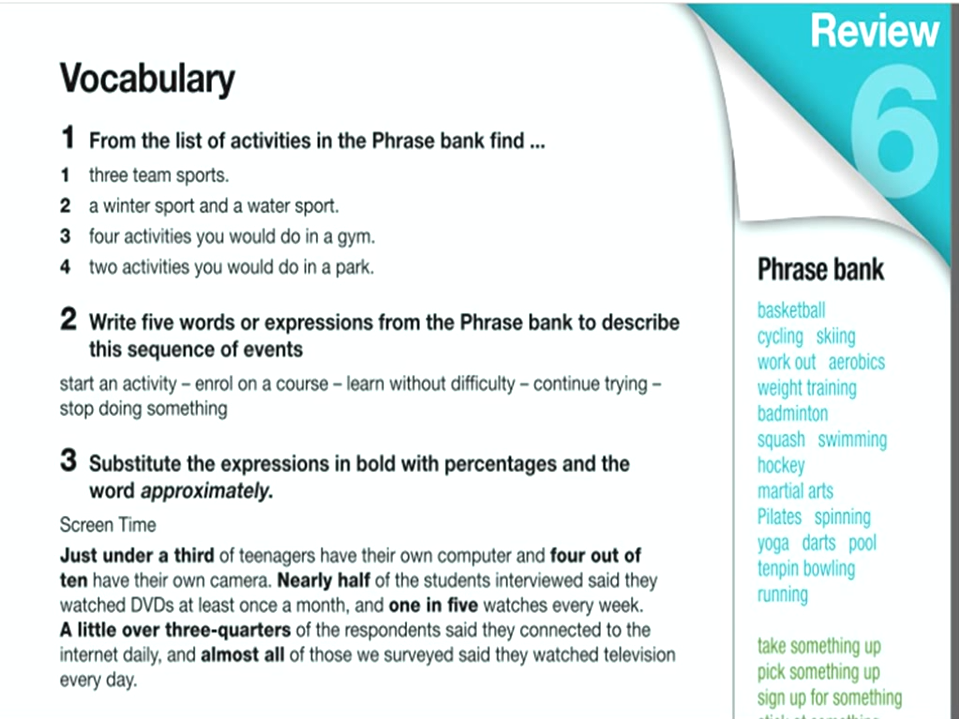 Review
6
Vocabulary
1 From the list of activities in the Phrase bank find ...
1 three team sports.
2 a winter sport and a water sport.
3 four activities you would do in a gym.
4 two activities you would do in a park.
2 Write five words or expressions from the Phrase bank to describe
this sequence of events
start an activity – enrol on a course – learn without difficulty – continue trying –
stop doing something
3 Substitute the expressions in bold with percentages and the
word approximately.
Screen Time
Just under a third of teenagers have their own computer and four out of
ten have their own camera. Nearly half of the students interviewed said they
watched DVDs at least once a month, and one in five watches every week.
A little over three-quarters of the respondents said they connected to the
internet daily, and almost all of those we surveyed said they watched television
every day.
Phrase bank
basketball
cycling skiing
work out aerobics
weight training
badminton
squash swimming
hockey
martial arts
Pilates spinning
yoga darts pool
tenpin bowling
running
take something up
pick something up
sign up for something